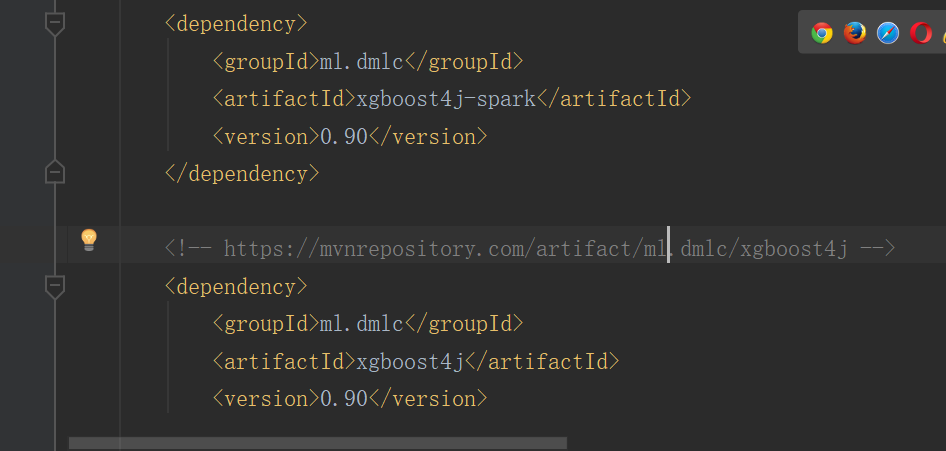 <dependency>
<groupId>ml.dmlc</groupId>
<artifactId>xgboost4j-spark</artifactId>
<version>0.90</version>
</dependency>
<!-- https://mvnrepository.com/artifact/ml.dmlc/xgboost4j -->
<dependency>
<groupId>ml.dmlc</groupId>
<artifactId>xgboost4j</artifactId>
<version>0.90</version>